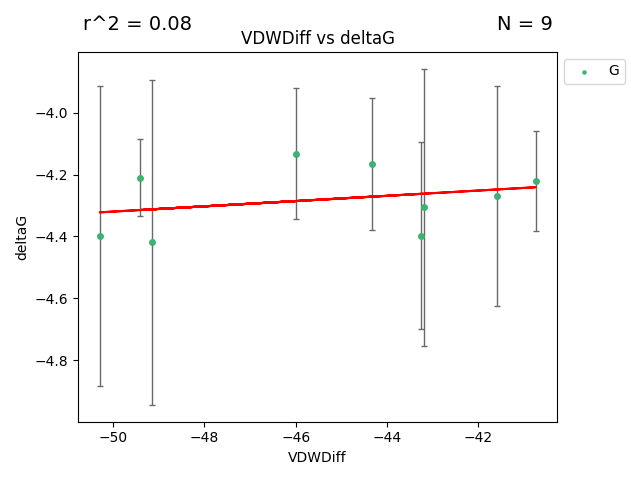 r^2 = 0.08
N = 9
VDWDiff vs deltaG
G
−4.0
−4.2
−4.4
−4.6
−4.8
deltaG
−50
−48
−46
−44
−42
VDWDiff